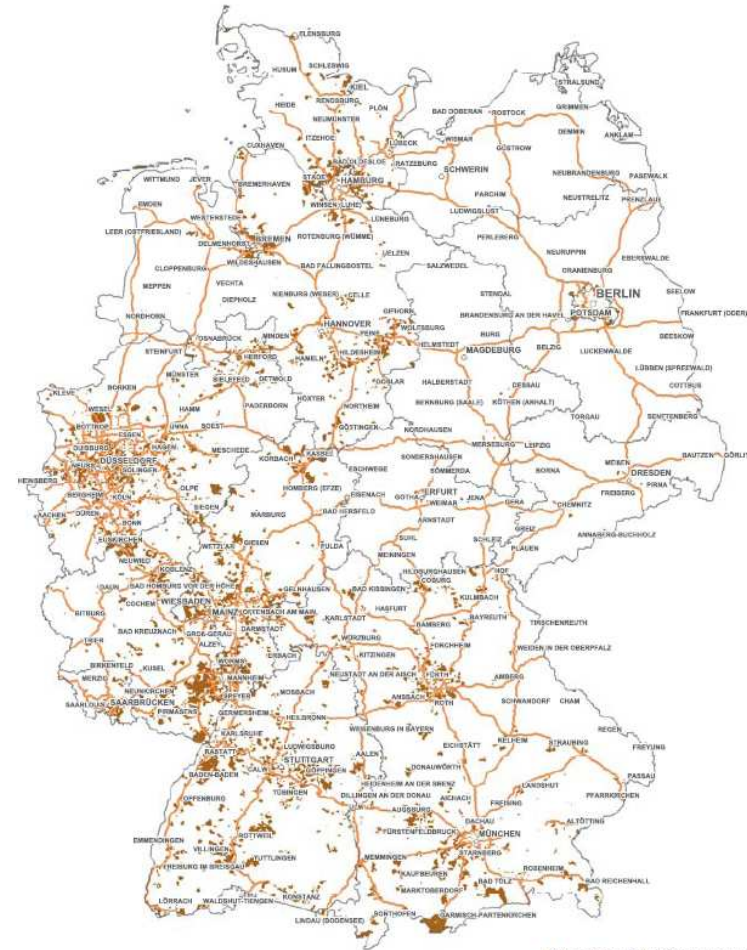 FLENSBURG
SCHLESWIG
HUSUM
KIEL
STRALSUND
RENDSBURG
HEIDE
PLÖN
BAD DOBERAN
ROSTOCK
GRIMMEN
NEUMÜNSTER
DEMMIN
ANKLAM
ITZEHOE
CUXHAVEN
LÜBECK
WISMAR
GÜSTROW
BAD OLDESLOE
RATZEBURG
SCHWERIN
WITTMUND
JEVER
STADE
HAMBURG
NEUBRANDENBURG
PASEWALK
BREMERHAVEN
PARCHIM
NEUSTRELITZ
PRENZLAU
EMDEN
WINSEN (LUHE)
LUDWIGSLUST
WESTERSTEDE
LÜNEBURG
LEER (OSTFRIESLAND)
BREMEN
ROTENBURG (WÜMME)
PERLEBERG
DELMENHORST
UELZEN
NEURUPPIN
EBERSWALDE
WILDESHAUSEN
BAD FALLINGBOSTEL
SALZWEDEL
CLOPPENBURG
ORANIENBURG
MEPPEN
VECHTA
NIENBURG (WESER)
CELLE
STENDAL
BERLIN
SEELOW
DIEPHOLZ
GIFHORN
BRANDENBURG AN DER HAVEL
POTSDAM
FRANKFURT (ODER)
NORDHORN
HANNOVER
WOLFSBURG
BURG
OSNABRÜCK
MINDEN
PEINE
HELMSTEDT
BELZIG
BEESKOW
STEINFURT
HERFORD
HAMELN
HILDESHEIM
MAGDEBURG
LUCKENWALDE
LÜBBEN (SPREEWALD)
MÜNSTER
BIELEFELD
DETMOLD
GOSLAR
HALBERSTADT
DESSAU
COTTBUS
KLEVE
BORKEN
HÖXTER
BERNBURG (SAALE)
KÖTHEN (ANHALT)
WESEL
HAMM
PADERBORN
NORTHEIM
TORGAU
SENFTENBERG
BOTTROP
UNNA
SOEST
GÖTTINGEN
NORDHAUSEN
ESSEN
DUISBURG
HAGEN
MESCHEDE
KASSEL
MERSEBURG
LEIPZIG
BAUTZEN
GÖRLITZ
DÜSSELDORF
KORBACH
SONDERSHAUSEN
MEIßEN
NEUSS
SOLINGEN
ESCHWEGE
SÖMMERDA
BORNA
DRESDEN
HEINSBERG
OLPE
HOMBERG (EFZE)
PIRNA
BERGHEIM
KÖLN
EISENACH
GOTHA
ERFURT
WEIMAR
JENA
GERA
FREIBERG
CHEMNITZ
AACHEN
DÜREN
SIEGEN
MARBURG
BAD HERSFELD
ARNSTADT
BONN
GREIZ
ANNABERG-BUCHHOLZ
EUSKIRCHEN
WETZLAR
GIEßEN
FULDA
SUHL
SCHLEIZ
PLAUEN
NEUWIED
MEININGEN
KOBLENZ
HILDBURGHAUSEN
HOF
DAUN
BAD HOMBURG VOR DER HÖHE
GELNHAUSEN
BAD KISSINGEN
COBURG
KULMBACH
COCHEM
WIESBADEN
BITBURG
MAINZ
OFFENBACH AM MAIN
KARLSTADT
HAßFURT
BAYREUTH
TIRSCHENREUTH
BAD KREUZNACH
GROß-GERAU
DARMSTADT
BAMBERG
TRIER
ALZEY
WÜRZBURG
FORCHHEIM
WEIDEN IN DER OBERPFALZ
ERBACH
KITZINGEN
BIRKENFELD
KUSEL
WORMS
MERZIG
MANNHEIM
NEUSTADT AN DER AISCH
FÜRTH
AMBERG
NEUNKIRCHEN
MOSBACH
ANSBACH
SAARLOUIS
SAARBRÜCKEN
SPEYER
ROTH
SCHWANDORF
CHAM
PIRMASENS
GERMERSHEIM
HEILBRONN
WEIßENBURG IN BAYERN
REGEN
KARLSRUHE
KELHEIM
FREYUNG
RASTATT
LUDWIGSBURG
AALEN
EICHSTÄTT
STRAUBING
STUTTGART
DONAUWÖRTH
PASSAU
BADEN-BADEN
CALW
GÖPPINGEN
HEIDENHEIM AN DER BRENZ
LANDSHUT
TÜBINGEN
DILLINGEN AN DER DONAU
AICHACH
PFARRKIRCHEN
OFFENBURG
FREISING
AUGSBURG
DACHAU
ALTÖTTING
EMMENDINGEN
ROTTWEIL
FÜRSTENFELDBRUCK
MÜNCHEN
VILLINGEN
STARNBERG
TUTTLINGEN
MEMMINGEN
FREIBURG IM BREISGAU
KAUFBEUREN
ROSENHEIM
BAD TÖLZ
BAD REICHENHALL
MARKTOBERDORF
LÖRRACH
WALDSHUT-TIENGEN
KONSTANZ
SONTHOFEN
GARMISCH-PARTENKIRCHEN
LINDAU (BODENSEE)